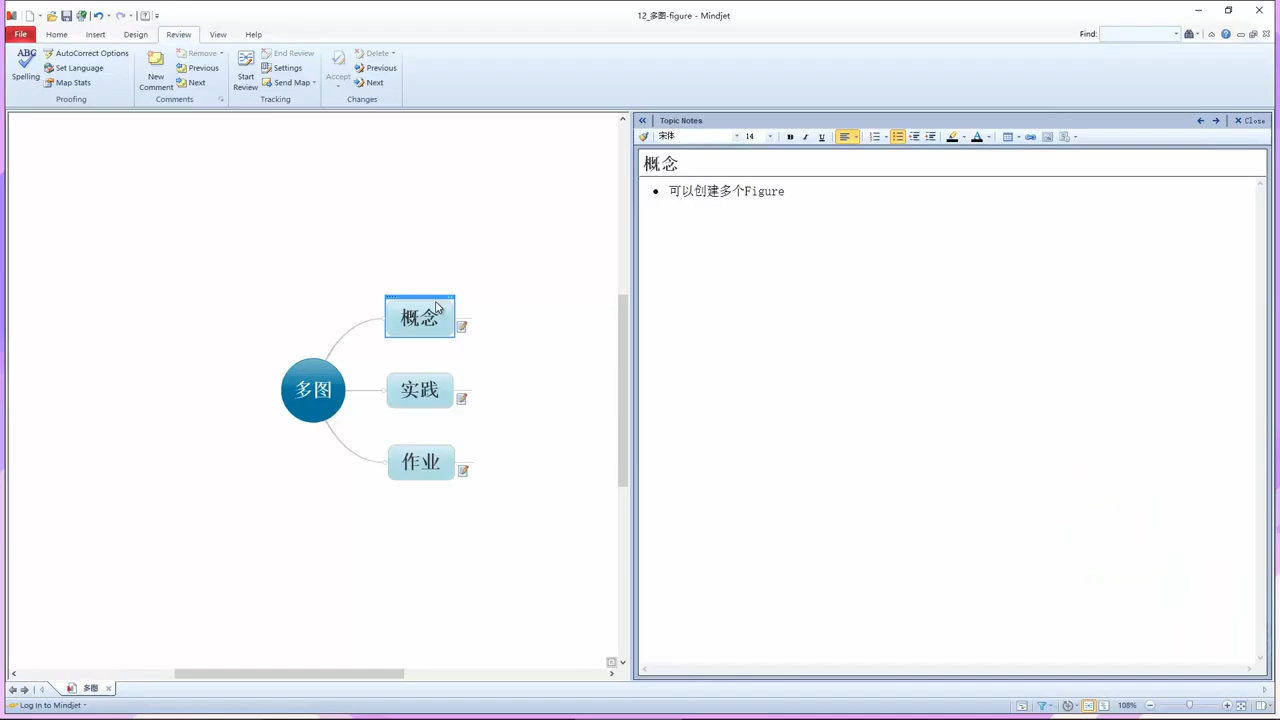 12_多图-figure - Mindjet
File Home Insert Design Review View Help
Find:
ABC
Spelling
AutoCorrect Options
Set Language
Map Stats
Proofing
New
Comment
Remove
Previous
Next
Comments
Start
Review
End Review
Settings
Send Map
Tracking
Accept
Delete
Previous
Next
Changes
Topic Notes
Close
宋体 14
概念
可以创建多个Figure
多图
概念
实践
作业
多图
Log In to Mindjet
108%